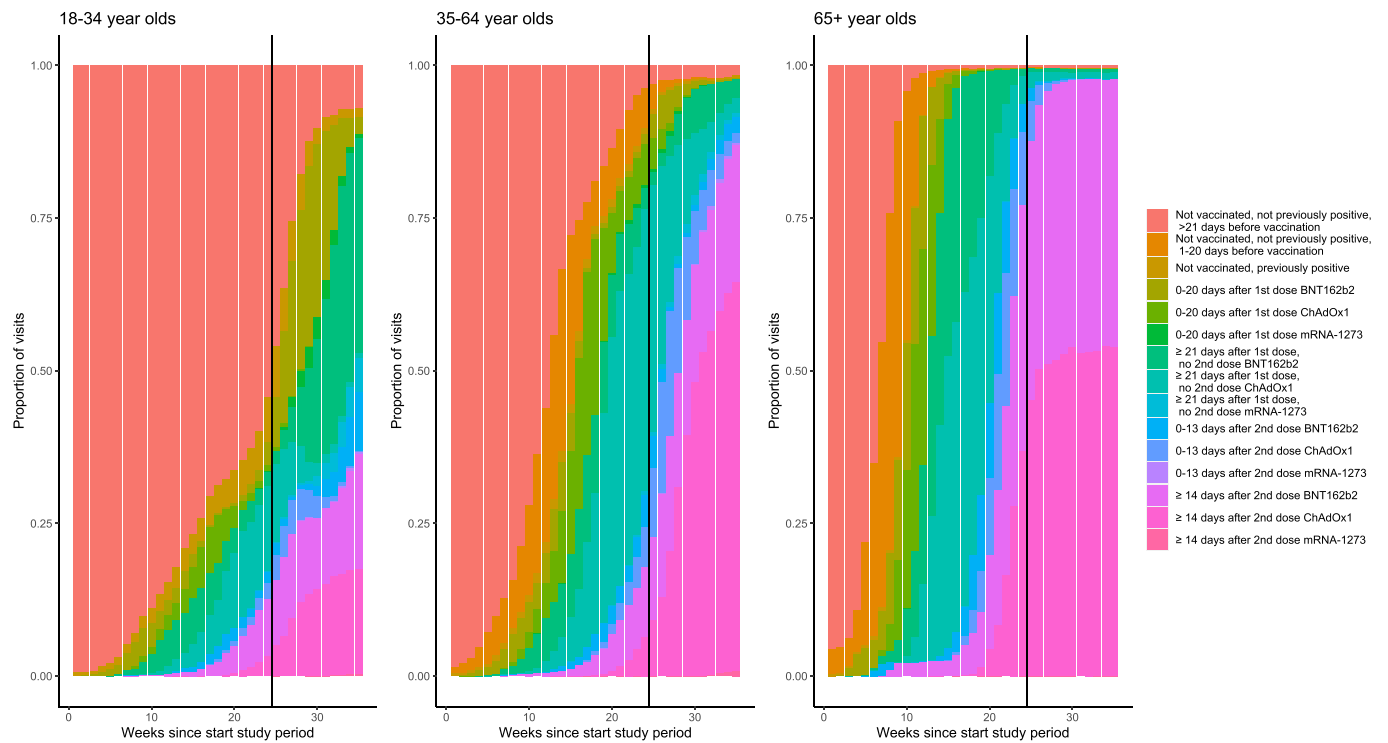 18-34 year olds
35-64 year olds
65+ year olds
Proportion of visits
1.00
0.75
0.50
0.25
0.00
0
10
20
30
Weeks since start study period
Proportion of visits
1.00
0.75
0.50
0.25
0.00
0
10
20
30
Weeks since start study period
Proportion of visits
1.00
0.75
0.50
0.25
0.00
0
10
20
30
Weeks since start study period
Not vaccinated, not previously positive,
>21 days before vaccination
Not vaccinated, not previously positive,
1-20 days before vaccination
Not vaccinated, previously positive
0-20 days after 1st dose BNT162b2
0-20 days after 1st dose ChAdOx1
0-20 days after 1st dose mRNA-1273
≥ 21 days after 1st dose,
no 2nd dose BNT162b2
≥ 21 days after 1st dose,
no 2nd dose ChAdOx1
≥ 21 days after 1st dose,
no 2nd dose mRNA-1273
0-13 days after 2nd dose BNT162b2
0-13 days after 2nd dose ChAdOx1
0-13 days after 2nd dose mRNA-1273
≥ 14 days after 2nd dose BNT162b2
≥ 14 days after 2nd dose ChAdOx1
≥ 14 days after 2nd dose mRNA-1273